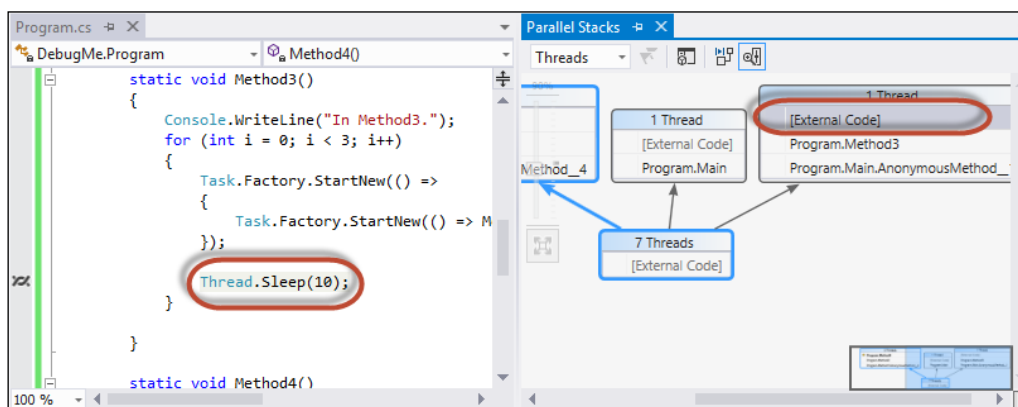 Program.cs
DebugMe.Program
Method4()
static void Method3()
{
Console.WriteLine("In Method3.");
for (int i = 0; i < 3; i++)
{
Task.Factory.StartNew(() =>
{
Task.Factory.StartNew(() => M
});
Thread.Sleep(10);
}
}
static void Method4()
100 %
Parallel Stacks
Threads
Method__4
1 Thread
[External Code]
Program.Main
1 Thread
[External Code]
Program.Method3
Program.Main.AnonymousMethod__
7 Threads
[External Code]